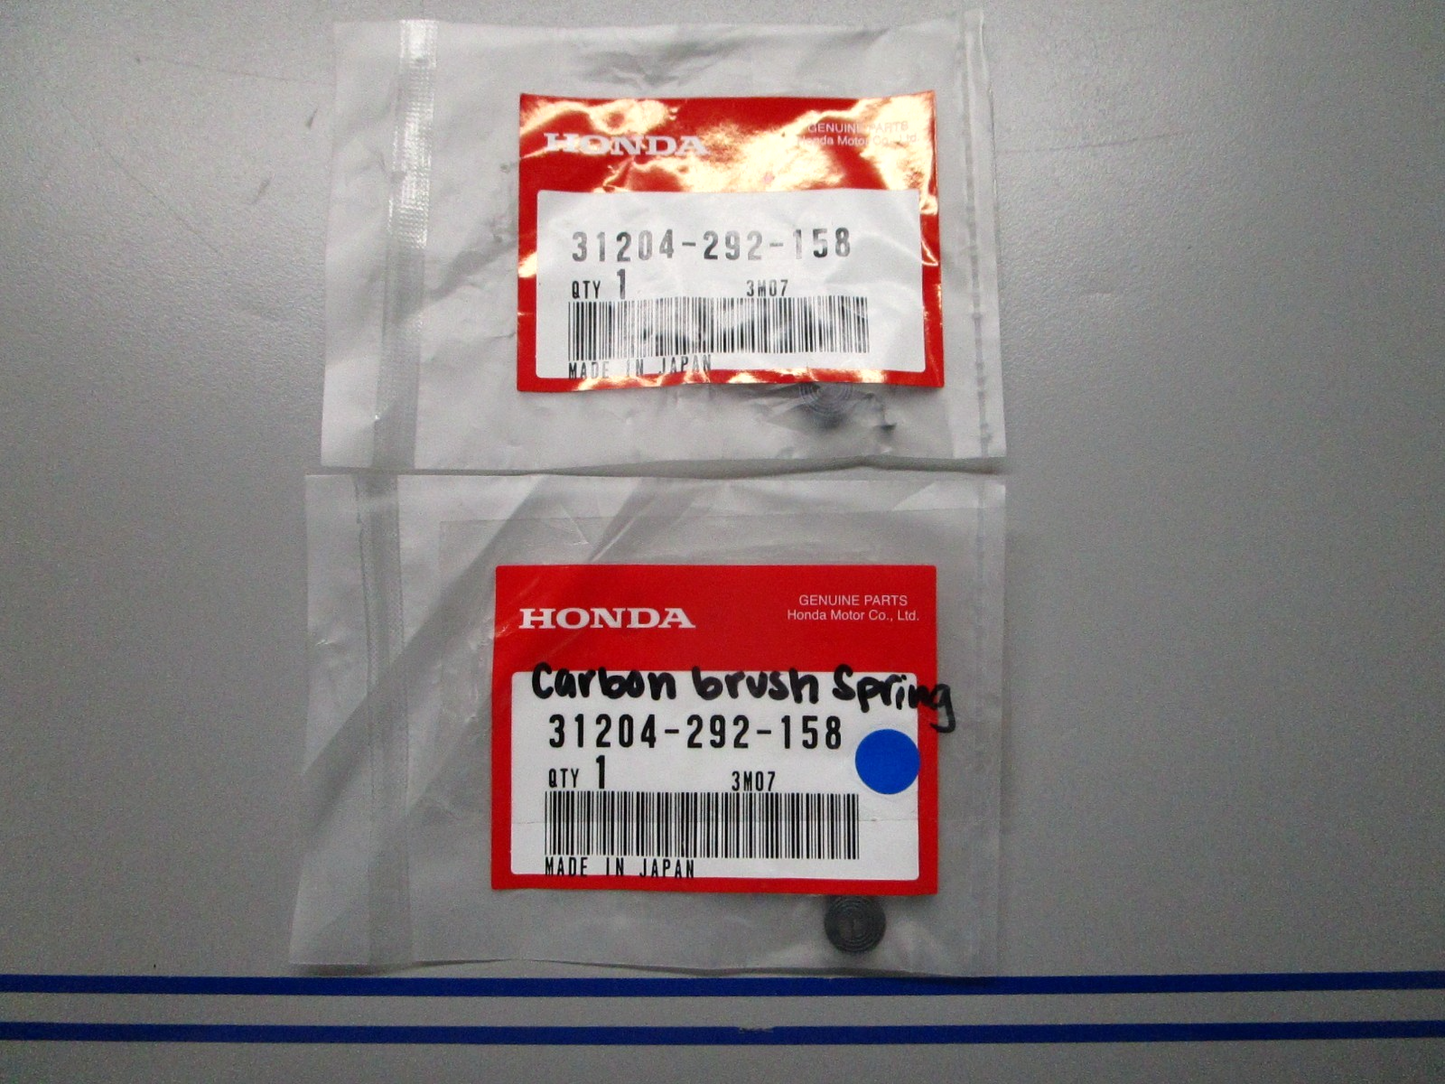 HONDA
GENUINE PARTS
Honda Motor Co., Ltd.
31204-292-158
QTY 1 3M07
MADE IN JAPAN
HONDA
GENUINE PARTS
Honda Motor Co., Ltd.
Carbon brush Spring
31204-292-158
QTY 1 3M07
MADE IN JAPAN